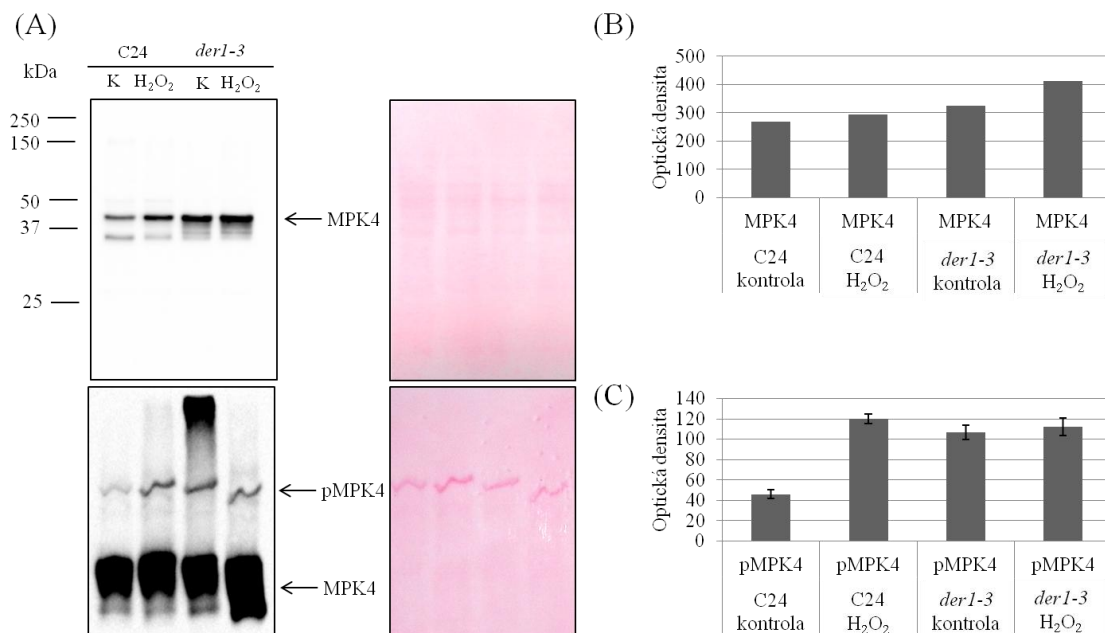 (A)
C24 der1-3
kDa
K H₂O₂ K H₂O₂
250
150
50
37
25
MPK4
pMPK4
MPK4
(B)
Optická densita
500
400
300
200
100
0
MPK4 MPK4 MPK4 MPK4
C24 kontrola
C24 H₂O₂
der1-3 kontrola
der1-3 H₂O₂
(C)
Optická densita
140
120
100
80
60
40
20
0
pMPK4 pMPK4 pMPK4 pMPK4
C24 kontrola
C24 H₂O₂
der1-3 kontrola
der1-3 H₂O₂